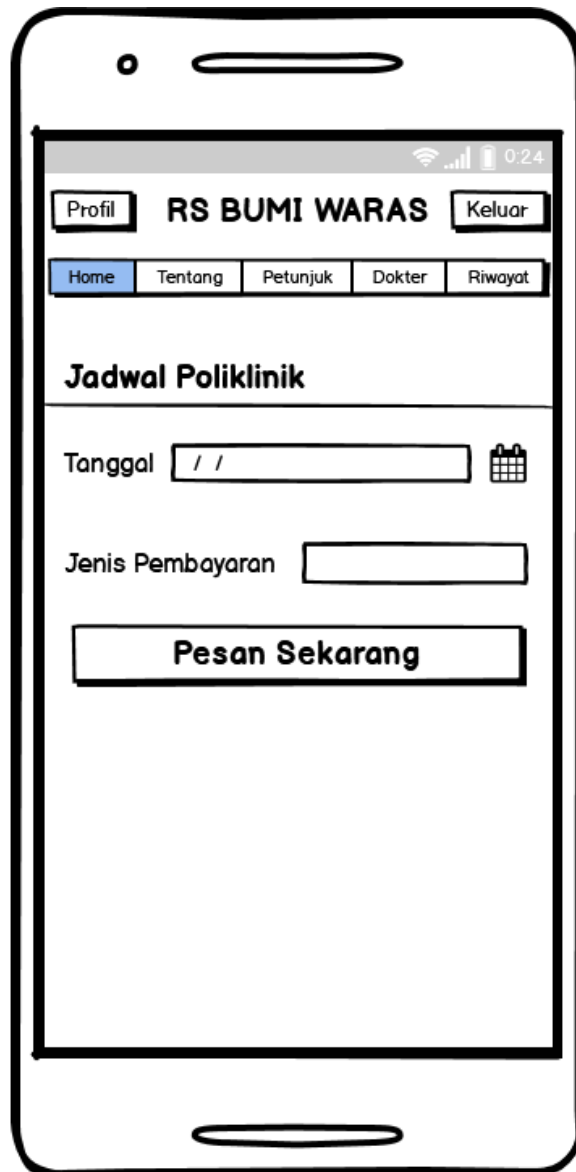 0:24
Profil RS BUMI WARAS Keluar
Home Tentang Petunjuk Dokter Riwayat
Jadwal Poliklinik
Tanggal / /
Jenis Pembayaran
Pesan Sekarang